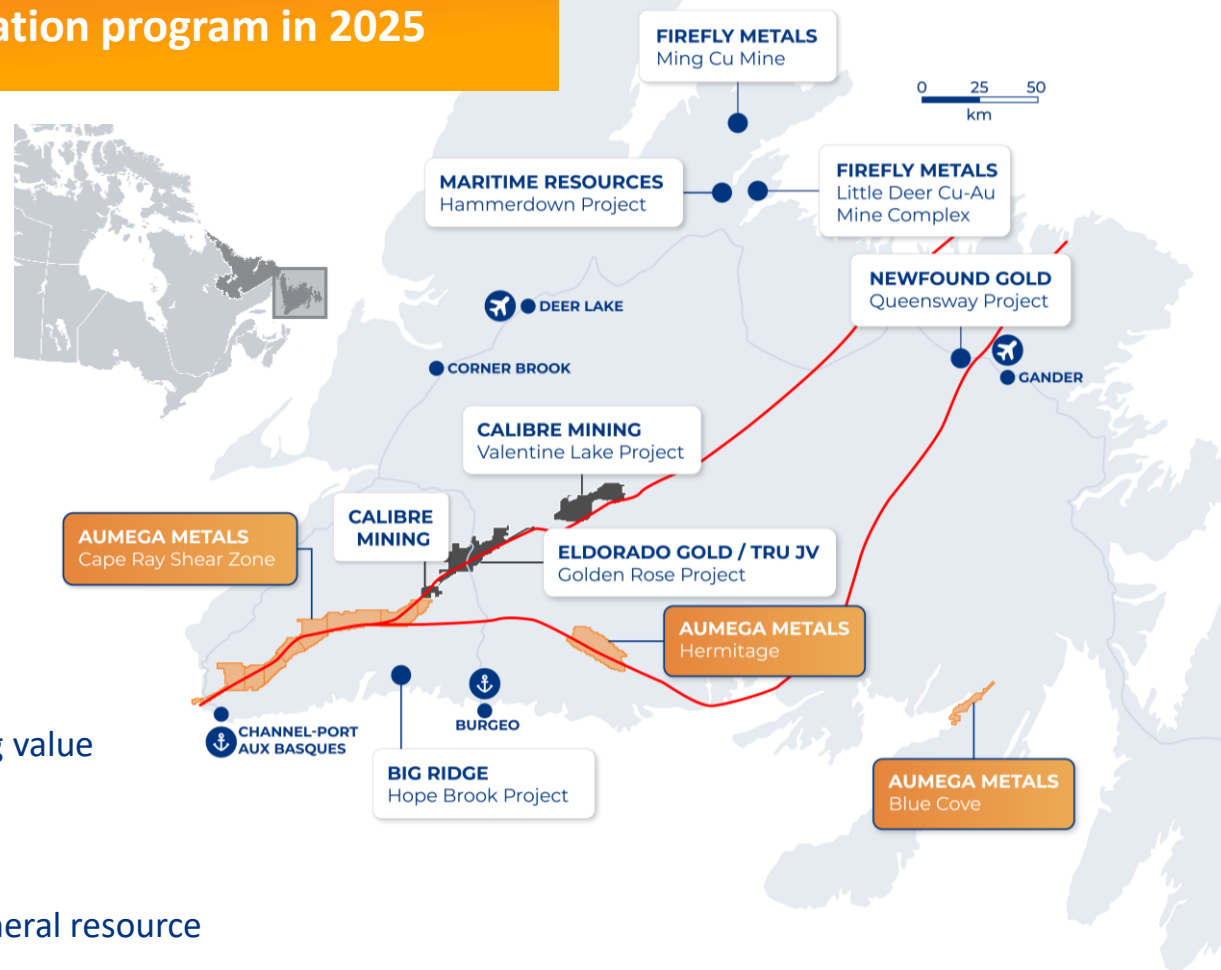 ation program in 2025
FIREFLY METALS
Ming Cu Mine
0 25 50
km
MARITIME RESOURCES
Hammerdown Project
FIREFLY METALS
Little Deer Cu-Au
Mine Complex
NEWFOUND GOLD
Queensway Project
DEER LAKE
CORNER BROOK
GANDER
CALIBRE MINING
Valentine Lake Project
CALIBRE
MINING
AUMEGA METALS
Cape Ray Shear Zone
ELDORADO GOLD / TRU JV
Golden Rose Project
AUMEGA METALS
Hermitage
BURGEO
CHANNEL-PORT
AUX BASQUES
g value
BIG RIDGE
Hope Brook Project
AUMEGA METALS
Blue Cove
neral resource